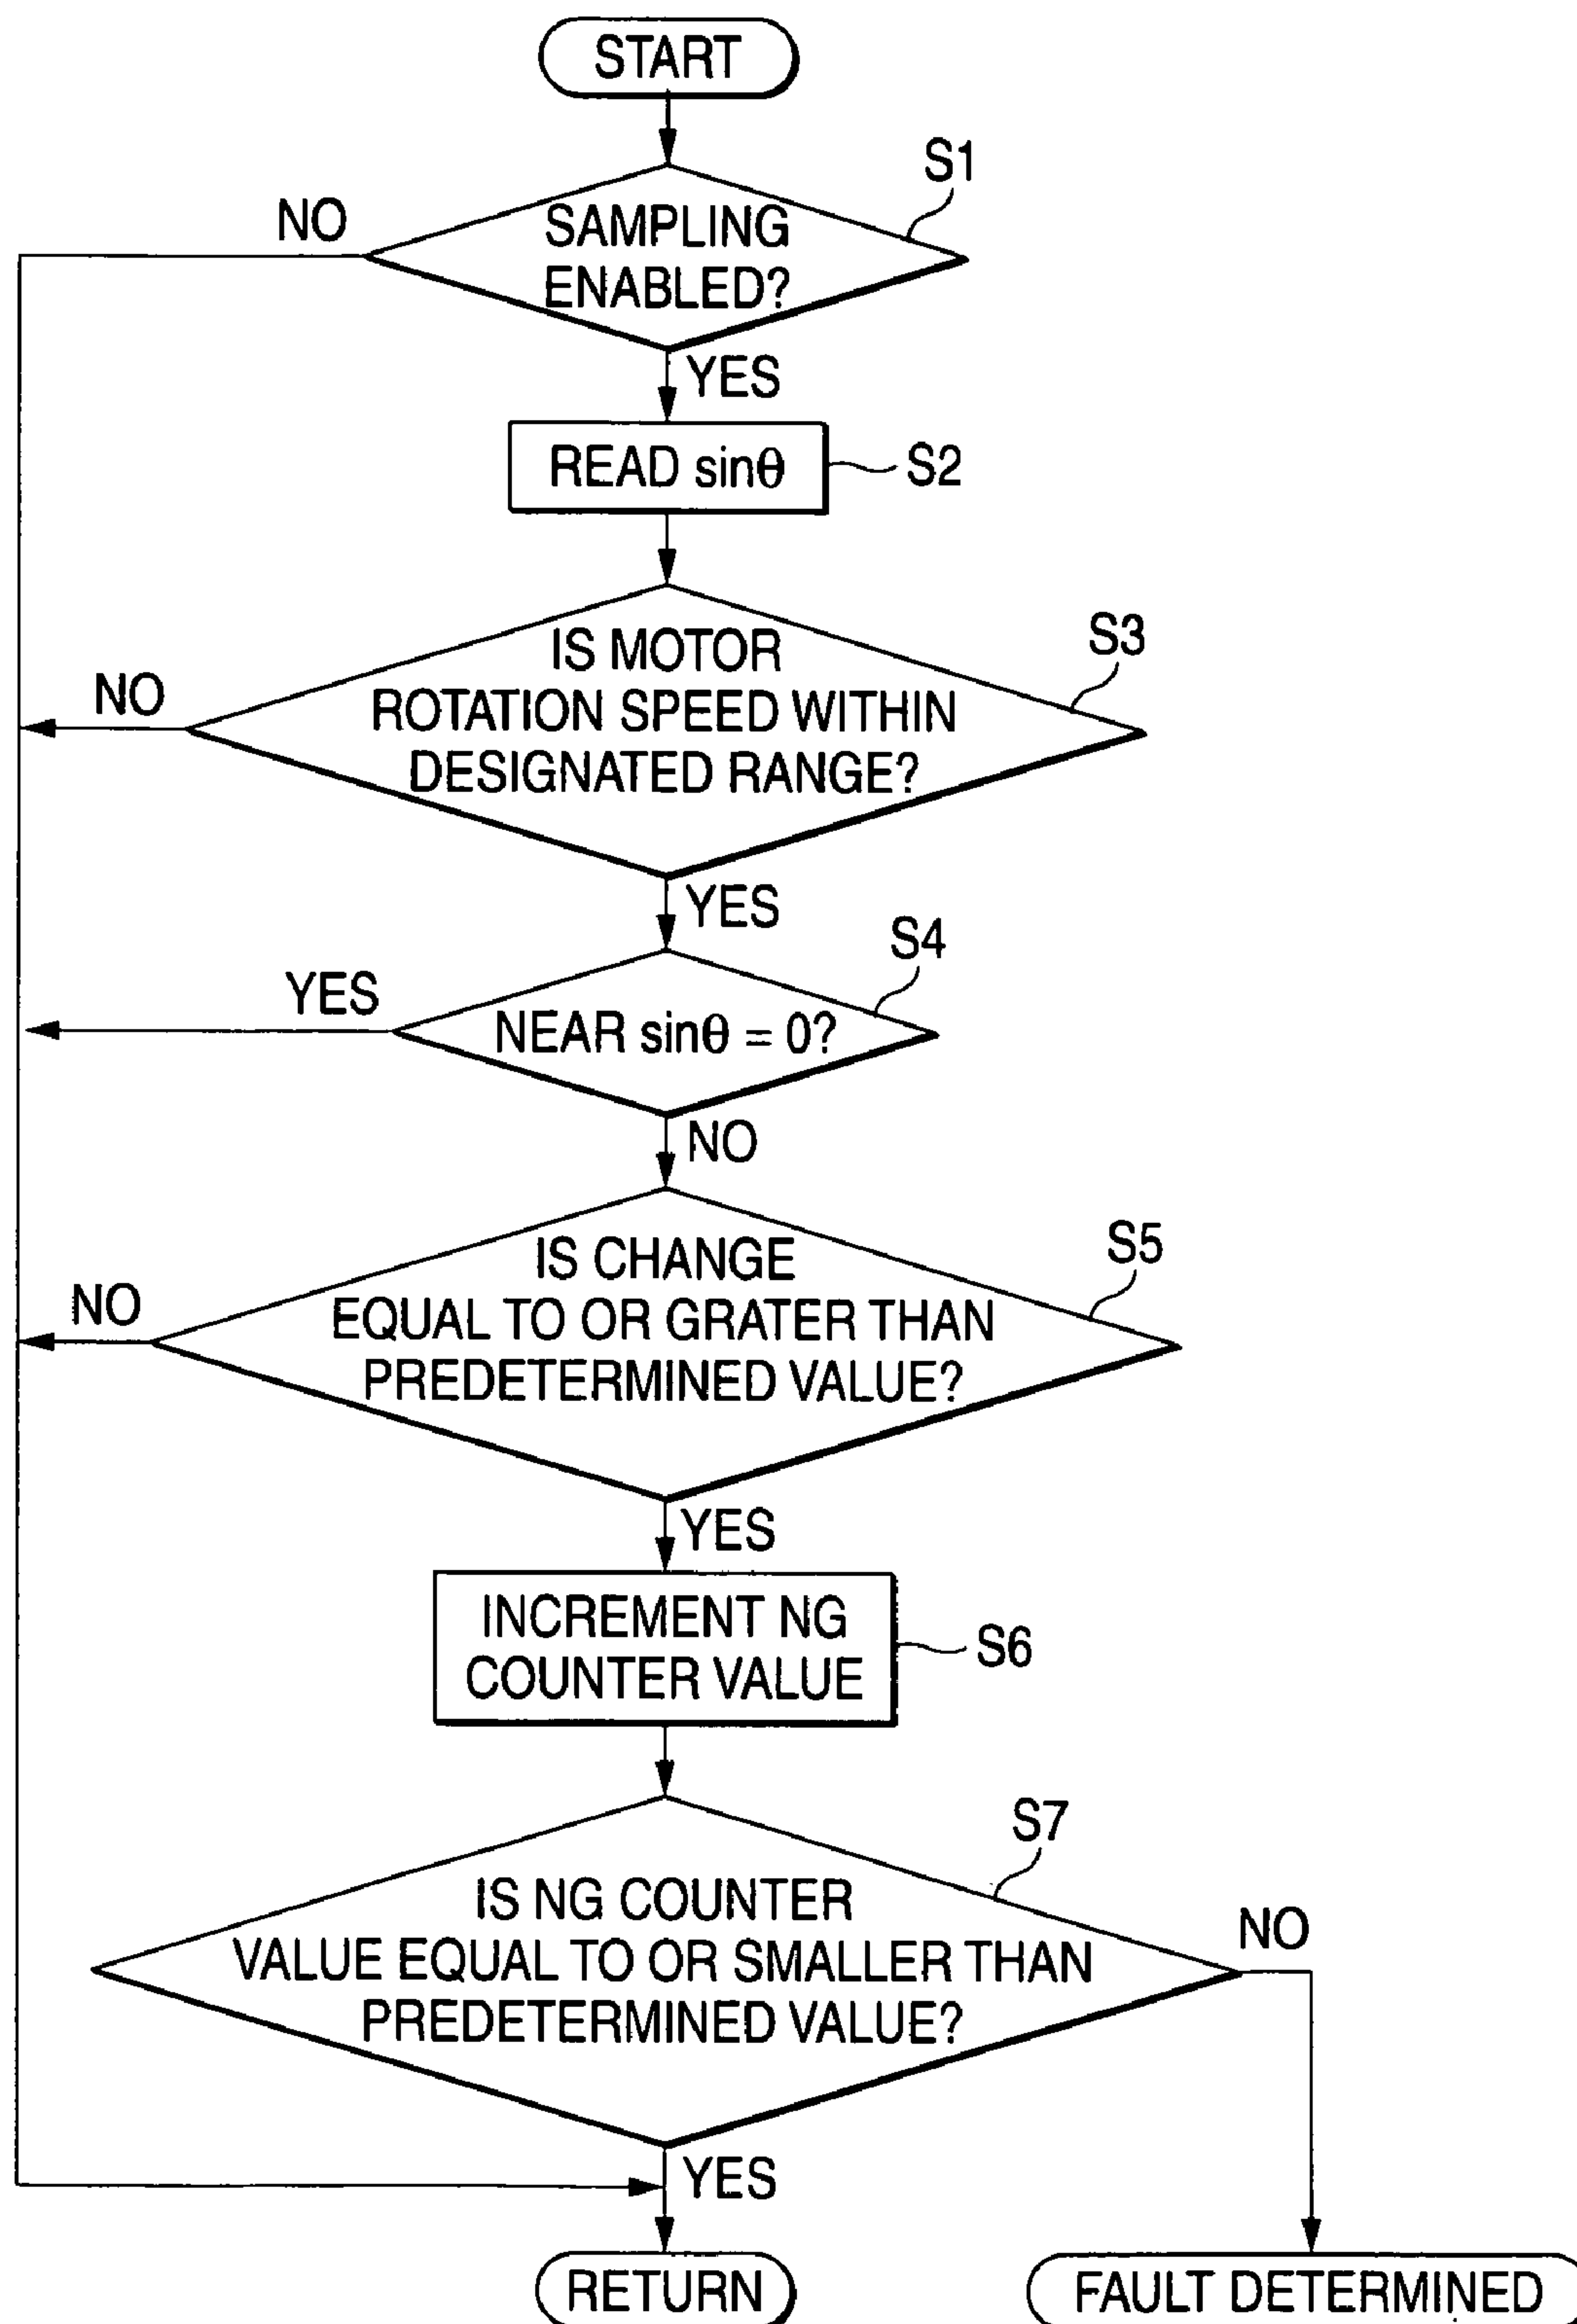 START
S1
NO
SAMPLING
ENABLED?
YES
READ sinθ
S2
S3
IS MOTOR
NO
ROTATION SPEED WITHIN
DESIGNATED RANGE?
YES
S4
YES
NEAR sinθ = 0?
NO
S5
IS CHANGE
NO
EQUAL TO OR GRATER THAN
PREDETERMINED VALUE?
YES
INCREMENT NG
COUNTER VALUE
S6
S7
IS NG COUNTER
NO
VALUE EQUAL TO OR SMALLER THAN
PREDETERMINED VALUE?
YES
RETURN
FAULT DETERMINED